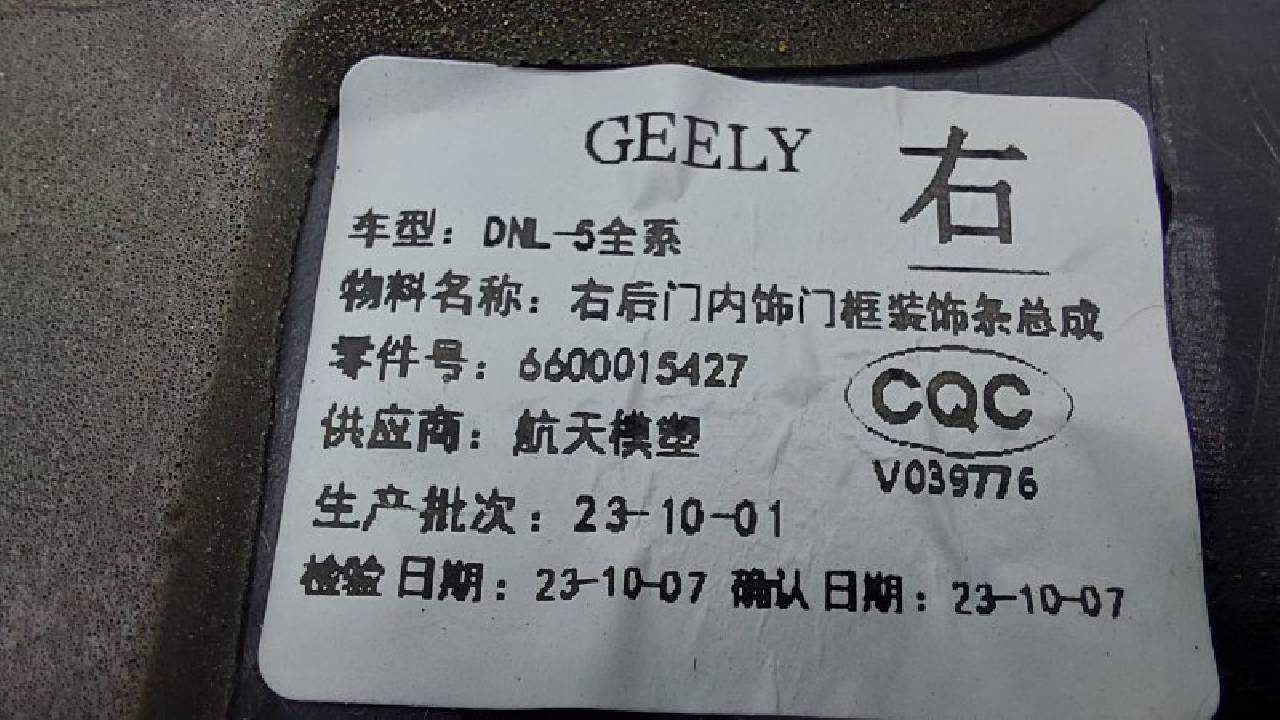 GEELY 右
车型：DNL-5全系
物料名称：右后门内饰门框装饰条总成
零件号：6600015427
CQC
供应商：航天模塑
V039776
生产批次：23-10-01
检验日期：23-10-07 确认日期：23-10-07